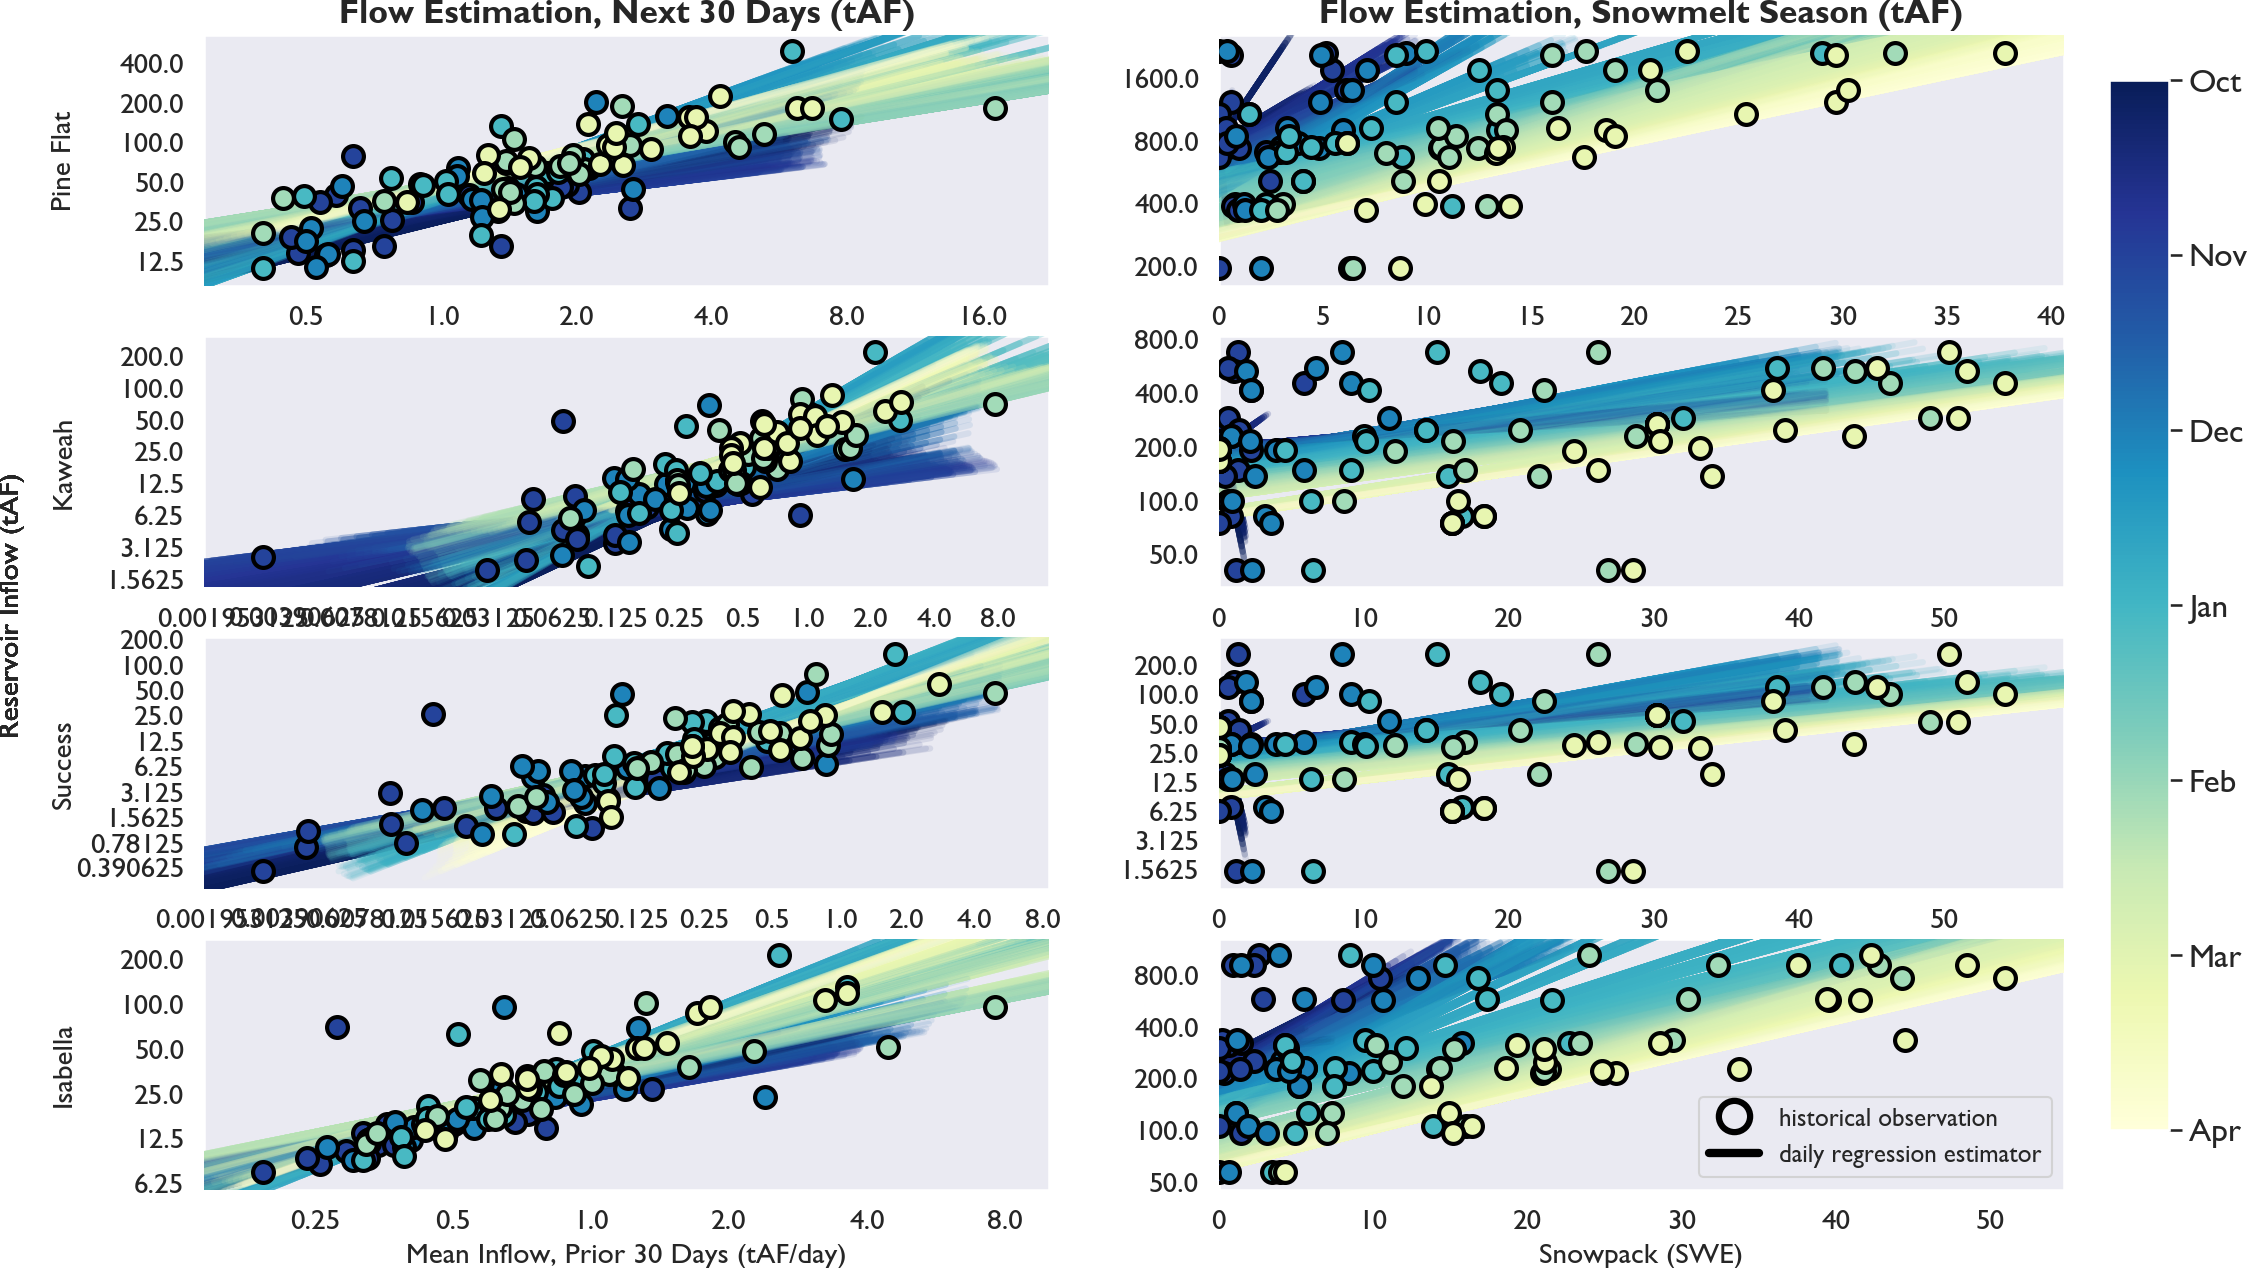 Flow Estimation, Next 30 Days (tAF)
Flow Estimation, Snowmelt Season (tAF)
Reservoir Inflow (tAF)
Pine Flat
400.0
200.0
100.0
50.0
25.0
12.5
0.5 1.0 2.0 4.0 8.0 16.0
1600.0
800.0
400.0
200.0
0 5 10 15 20 25 30 35 40
Kaweah
200.0
100.0
50.0
25.0
12.5
6.25
3.125
1.5625
0.001953125 0.00390625 0.0078125 0.015625 0.03125 0.0625 0.125 0.25 0.5 1.0 2.0 4.0 8.0
800.0
400.0
200.0
100.0
50.0
0 10 20 30 40 50
Success
200.0
100.0
50.0
25.0
12.5
6.25
3.125
1.5625
0.78125
0.390625
0.001953125 0.00390625 0.0078125 0.015625 0.03125 0.0625 0.125 0.25 0.5 1.0 2.0 4.0 8.0
200.0
100.0
50.0
25.0
12.5
6.25
3.125
1.5625
0 10 20 30 40 50
Isabella
200.0
100.0
50.0
25.0
12.5
6.25
0.25 0.5 1.0 2.0 4.0 8.0
Mean Inflow, Prior 30 Days (tAF/day)
800.0
400.0
200.0
100.0
50.0
historical observation
daily regression estimator
0 10 20 30 40 50
Snowpack (SWE)
Oct
Nov
Dec
Jan
Feb
Mar
Apr